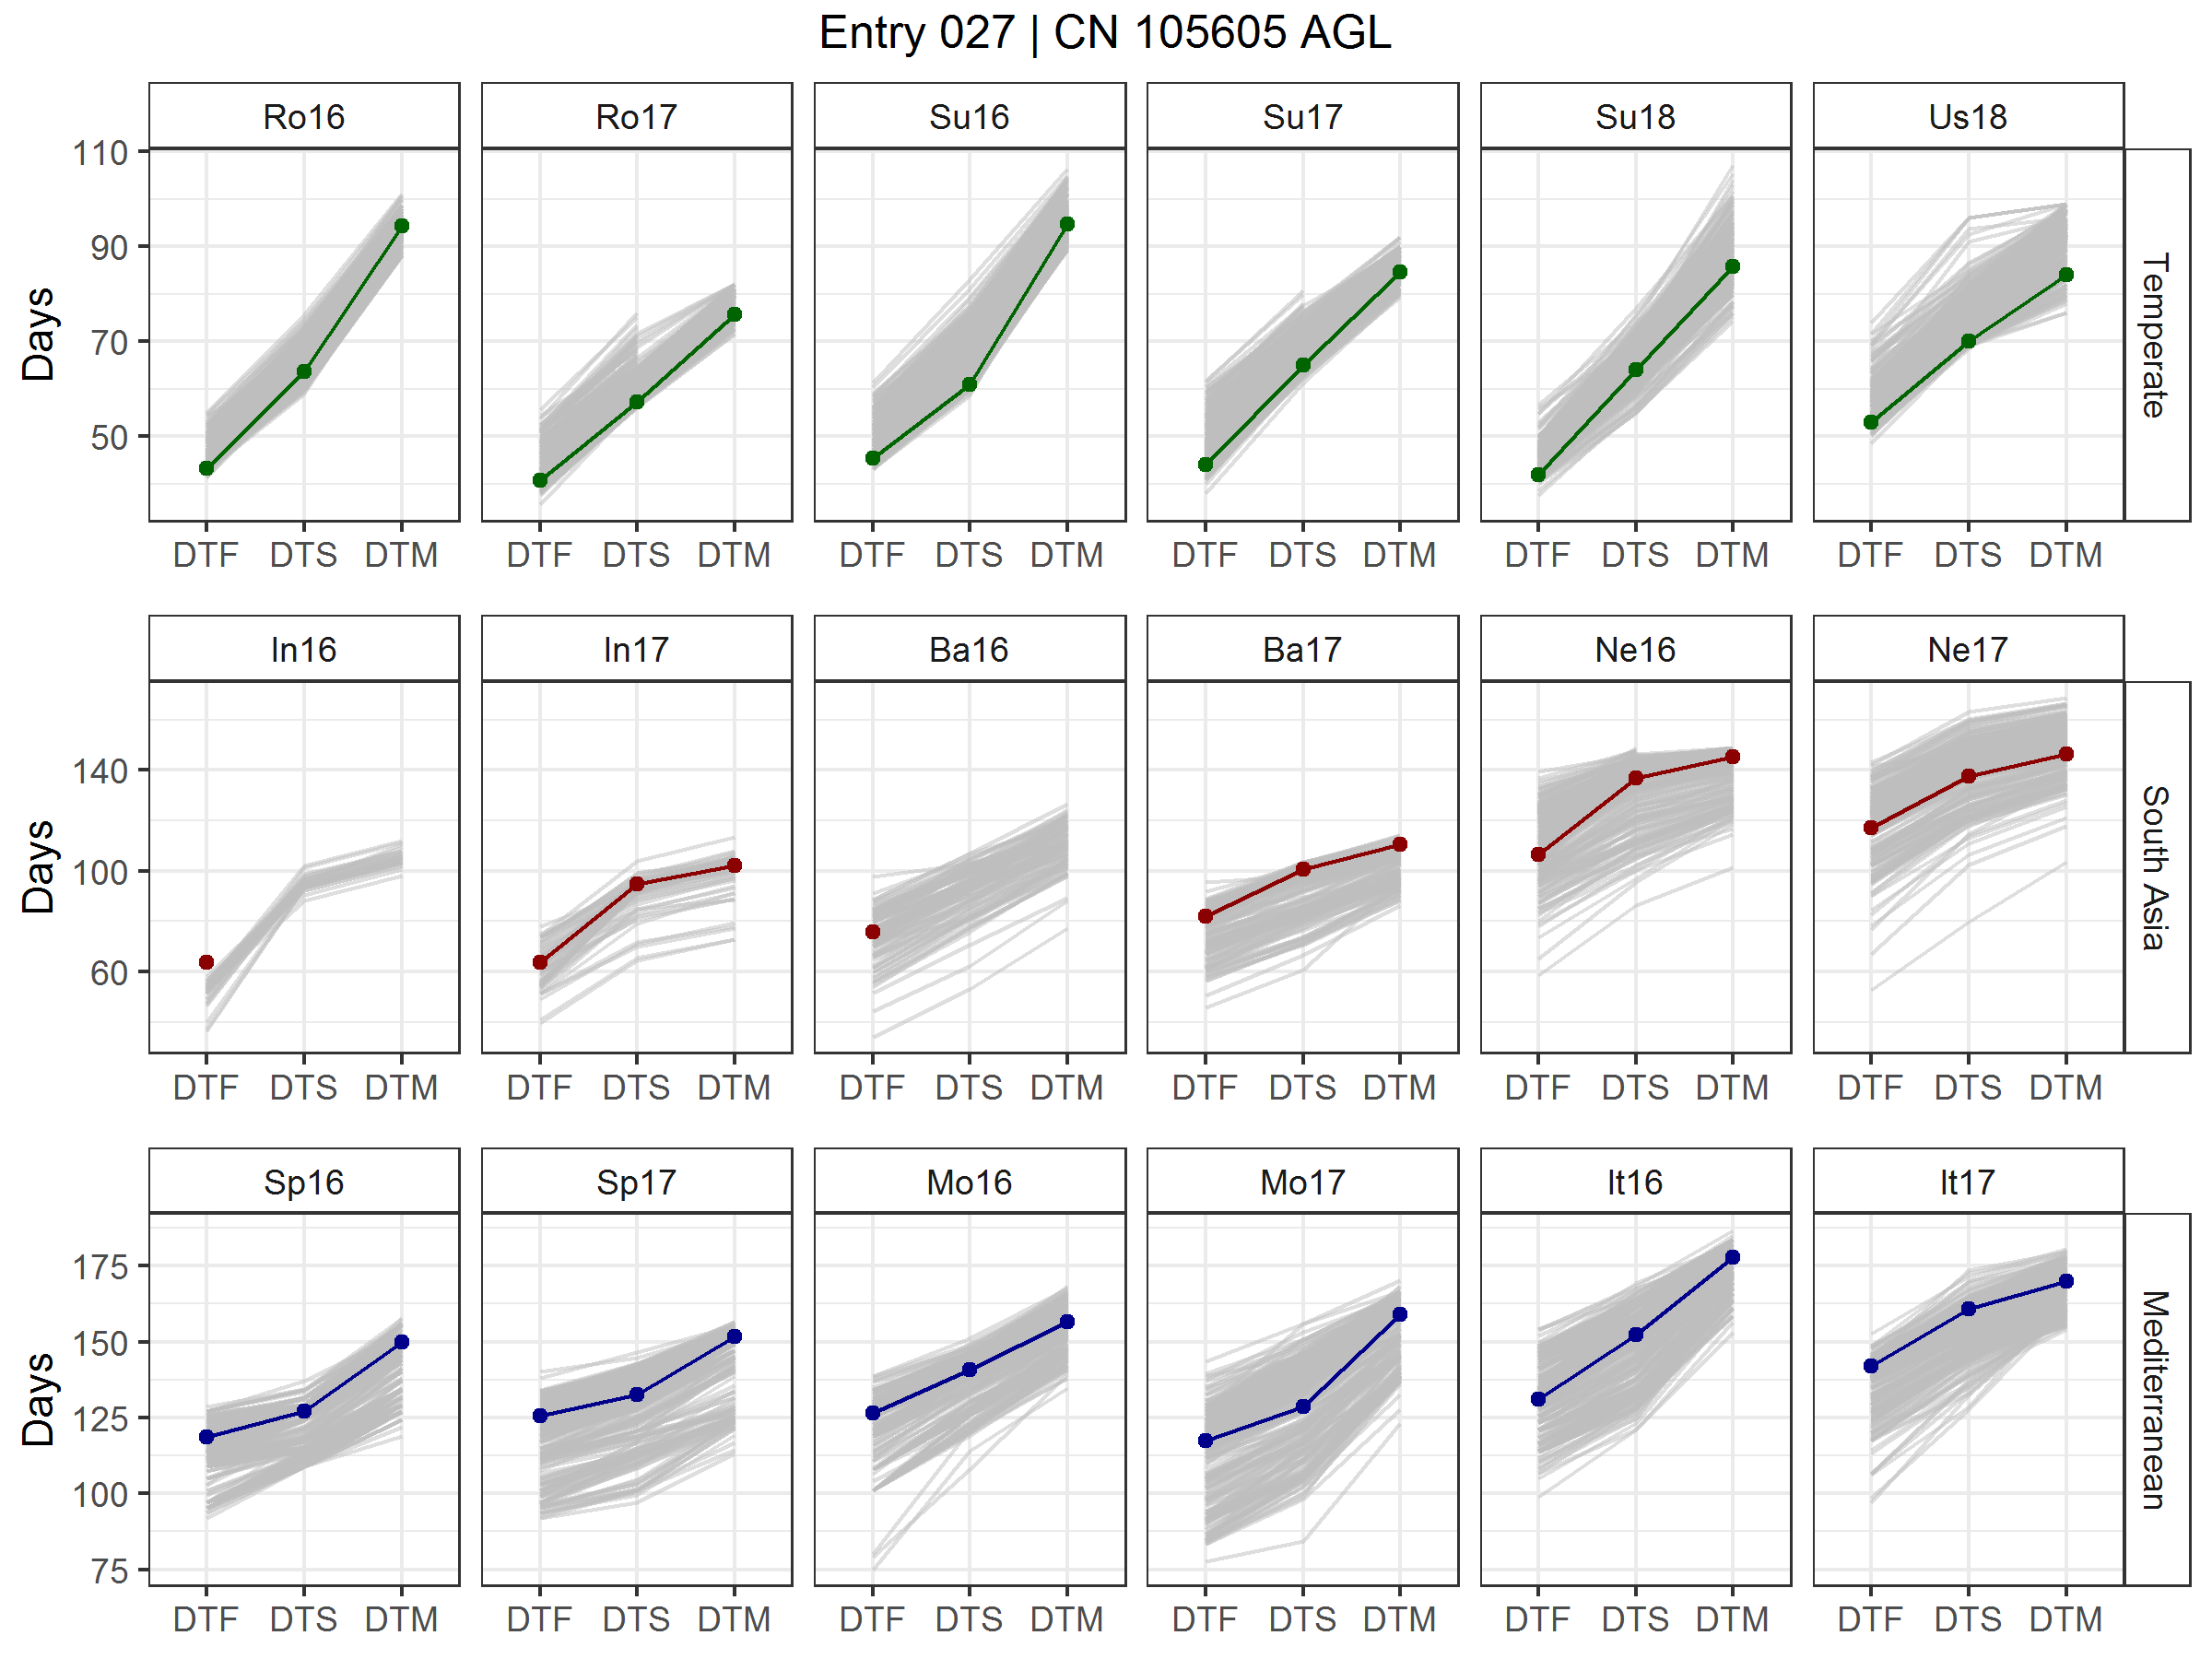 Entry 027 | CN 105605 AGL
Ro16 Ro17 Su16 Su17 Su18 Us18
110
90
70
50
Days
Temperate
DTF DTS DTM DTF DTS DTM DTF DTS DTM DTF DTS DTM DTF DTS DTM DTF DTS DTM
In16 In17 Ba16 Ba17 Ne16 Ne17
140
100
60
Days
South Asia
DTF DTS DTM DTF DTS DTM DTF DTS DTM DTF DTS DTM DTF DTS DTM DTF DTS DTM
Sp16 Sp17 Mo16 Mo17 It16 It17
175
150
125
100
75
Days
Mediterranean
DTF DTS DTM DTF DTS DTM DTF DTS DTM DTF DTS DTM DTF DTS DTM DTF DTS DTM